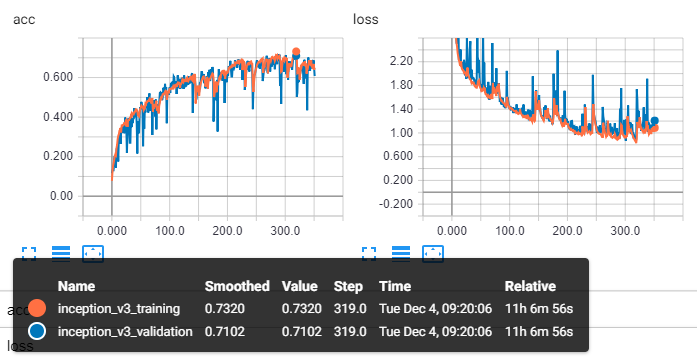 acc
loss
0.600
0.400
0.200
0.00
0.000 100.0 200.0 300.0
2.20
1.80
1.40
1.00
0.600
0.200
-0.200
0.000 100.0 200.0 300.0
Name Smoothed Value Step Time Relative
acc
inception_v3_training 0.7320 0.7320 319.0 Tue Dec 4, 09:20:06 11h 6m 56s
inception_v3_validation 0.7102 0.7102 319.0 Tue Dec 4, 09:20:06 11h 6m 56s
loss